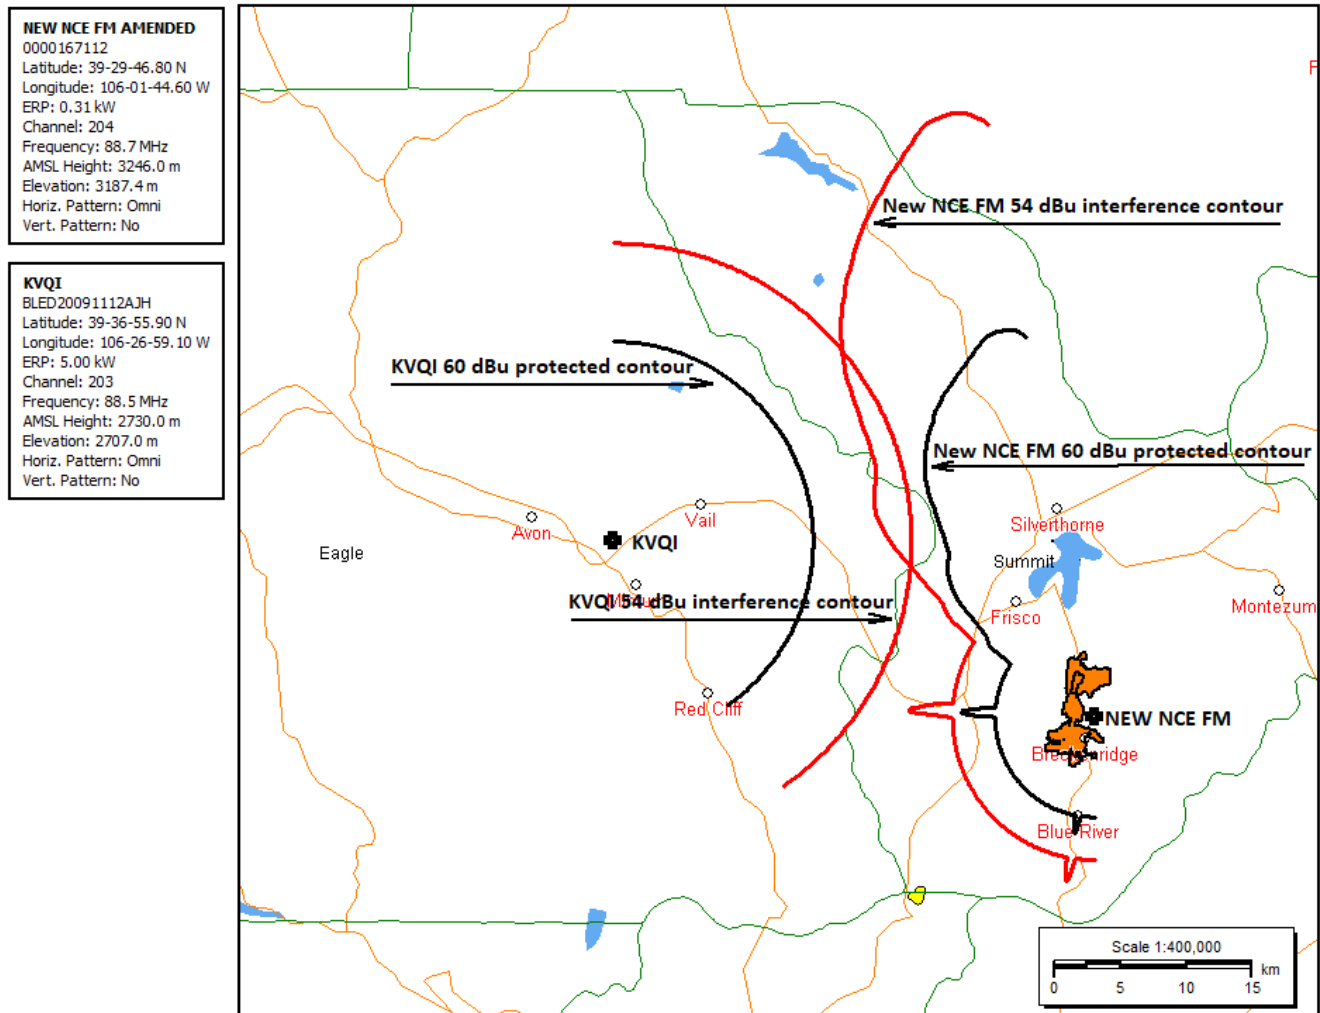 NEW NCE FM AMENDED
0000167112
Latitude: 39-29-46.80 N
Longitude: 106-01-44.60 W
ERP: 0.31 kW
Channel: 204
Frequency: 88.7 MHz
AMSL Height: 3246.0 m
Elevation: 3187.4 m
Horiz. Pattern: Omni
Vert. Pattern: No
KVQI
BLED20091112AJH
Latitude: 39-36-55.90 N
Longitude: 106-26-59.10 W
ERP: 5.00 kW
Channel: 203
Frequency: 88.5 MHz
AMSL Height: 2730.0 m
Elevation: 2707.0 m
Horiz. Pattern: Omni
Vert. Pattern: No
F
New NCE FM 54 dBu interference contour
KVQI 60 dBu protected contour
New NCE FM 60 dBu protected contour
Vail
Silverthorne
Avon
KVQI
Eagle
Summit
KVQI 54 dBu interference contour
Montezum
Frisco
Red Cliff
NEW NCE FM
Blue River
Scale 1:400,000
km
0 5 10 15